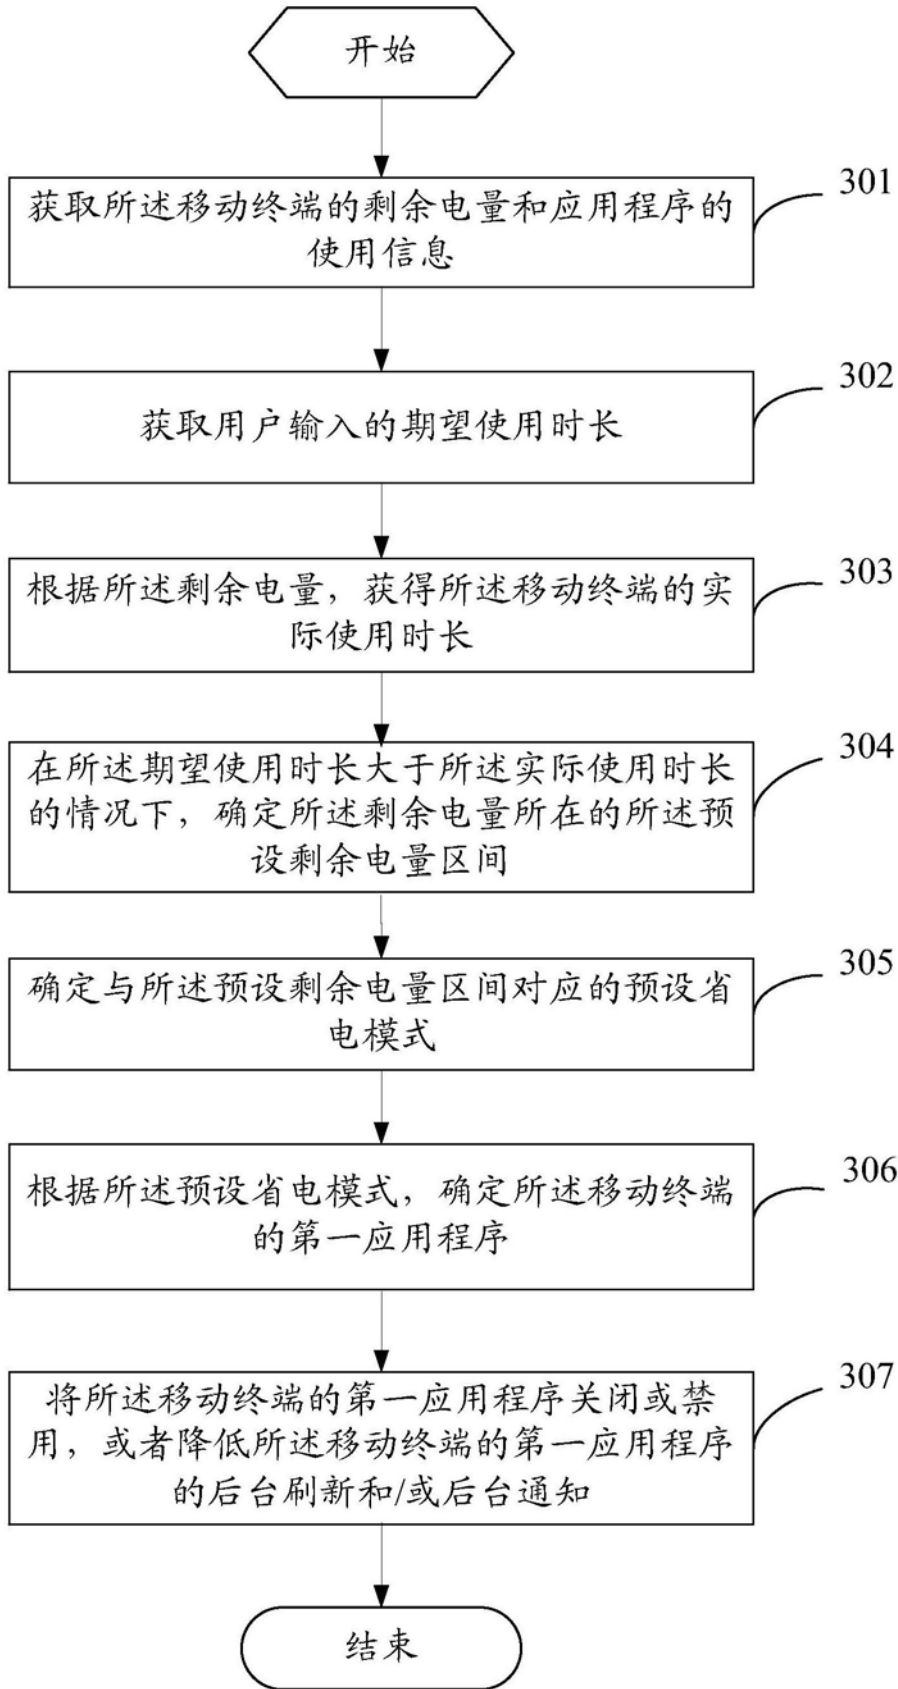 开始
301
获取所述移动终端的剩余电量和应用程序的
使用信息
302
获取用户输入的期望使用时长
303
根据所述剩余电量，获得所述移动终端的实
际使用时长
304
在所述期望使用时长大于所述实际使用时长
的情况下，确定所述剩余电量所在的所述预
设剩余电量区间
305
确定与所述预设剩余电量区间对应的预设省
电模式
306
根据所述预设省电模式，确定所述移动终端
的第一应用程序
307
将所述移动终端的第一应用程序关闭或禁
用，或者降低所述移动终端的第一应用程序
的后台刷新和/或后台通知
结束